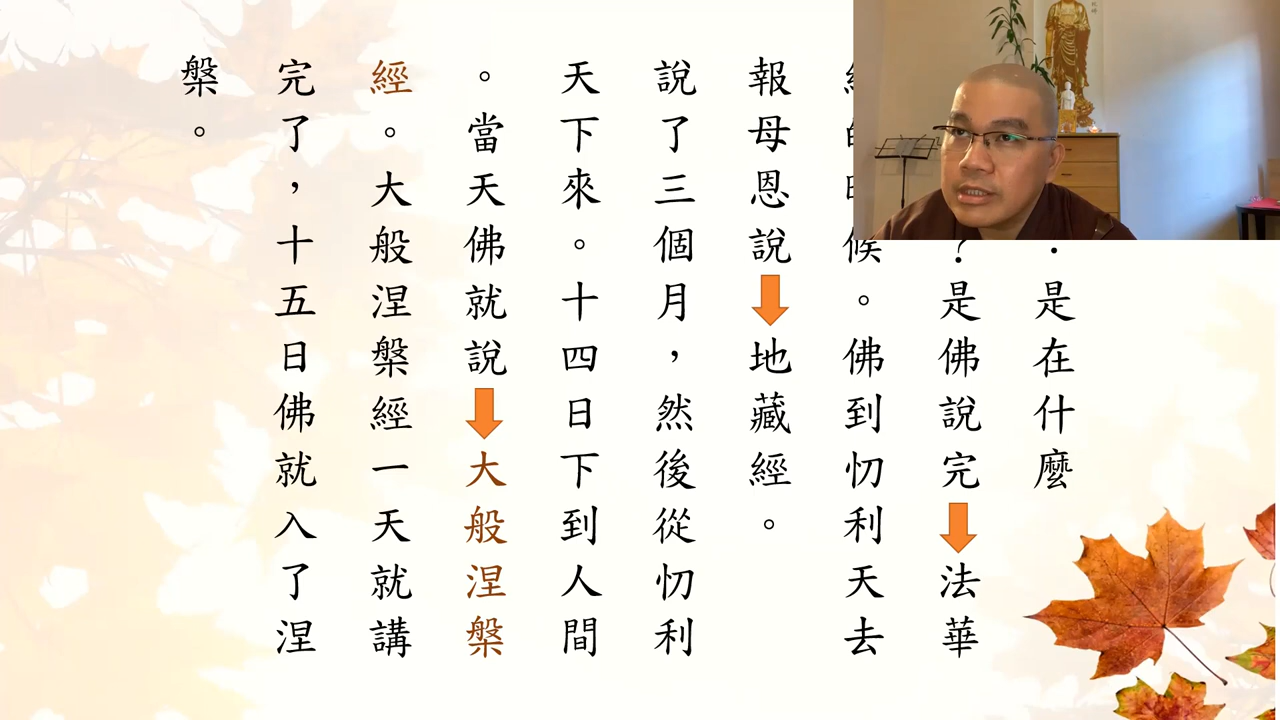 ．是在什麼
？是佛說完法華
候。佛到忉利天去
報母恩說地藏經。
說了三個月，然後從忉利
天下來。十四日下到人間
。當天佛就說大般涅槃
經。大般涅槃經一天就講
完了，十五日佛就入了涅
槃。